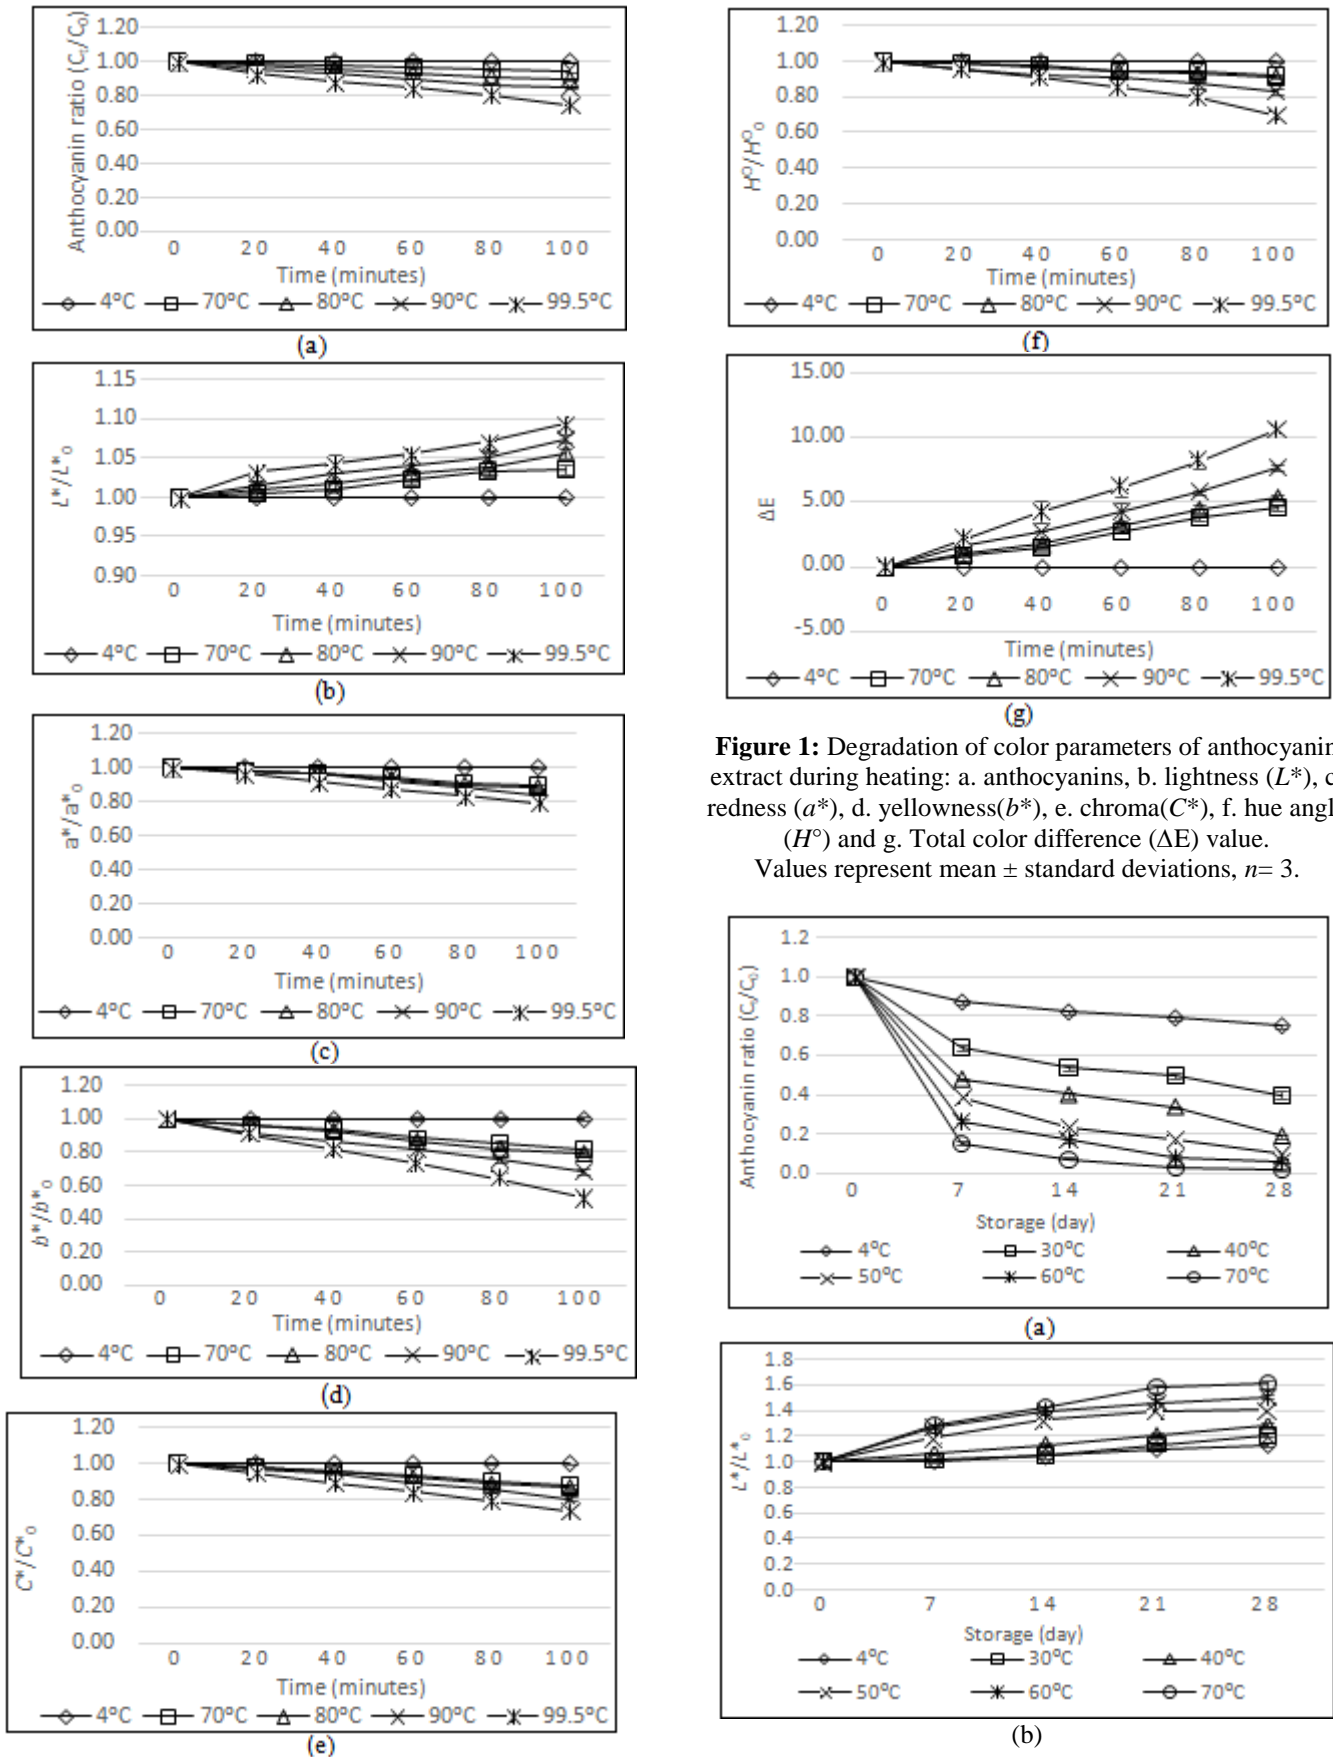 Anthocyanin ratio (Ct/C0)
1.20
1.00
0.80
0.60
0.40
0.20
0.00
0 20 40 60 80 100
Time (minutes)
4°C 70°C 80°C 90°C 99.5°C
(a)
L*/L*0
1.15
1.10
1.05
1.00
0.95
0.90
0 20 40 60 80 100
Time (minutes)
4°C 70°C 80°C 90°C 99.5°C
(b)
a*/a*0
1.20
1.00
0.80
0.60
0.40
0.20
0.00
0 20 40 60 80 100
Time (minutes)
4°C 70°C 80°C 90°C 99.5°C
(c)
b*/b*0
1.20
1.00
0.80
0.60
0.40
0.20
0.00
0 20 40 60 80 100
Time (minutes)
4°C 70°C 80°C 90°C 99.5°C
(d)
C*/C*0
1.20
1.00
0.80
0.60
0.40
0.20
0.00
0 20 40 60 80 100
Time (minutes)
4°C 70°C 80°C 90°C 99.5°C
(e)
H°/H°0
1.20
1.00
0.80
0.60
0.40
0.20
0.00
0 20 40 60 80 100
Time (minutes)
4°C 70°C 80°C 90°C 99.5°C
(f)
ΔE
15.00
10.00
5.00
0.00
-5.00
0 20 40 60 80 100
Time (minutes)
4°C 70°C 80°C 90°C 99.5°C
(g)
Figure 1: Degradation of color parameters of anthocyanin
extract during heating: a. anthocyanins, b. lightness (L*), c
redness (a*), d. yellowness(b*), e. chroma(C*), f. hue angl
(H°) and g. Total color difference (ΔE) value.
Values represent mean ± standard deviations, n= 3.
Anthocyanin ratio (Ct/C0)
1.2
1.0
0.8
0.6
0.4
0.2
0.0
0 7 14 21 28
Storage (day)
4°C 30°C 40°C
50°C 60°C 70°C
(a)
L*/L*0
1.8
1.6
1.4
1.2
1.0
0.8
0.6
0.4
0.2
0.0
0 7 14 21 28
Storage (day)
4°C 30°C 40°C
50°C 60°C 70°C
(b)